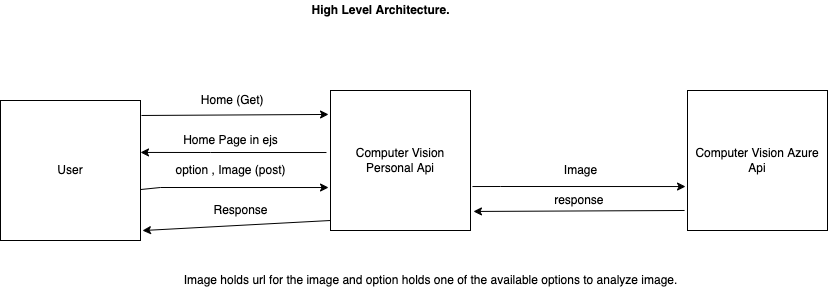 High Level Architecture.
Home (Get)
Home Page in ejs
User
option , Image (post)
Response
Computer Vision
Personal Api
Image
response
Computer Vision Azure
Api
Image holds url for the image and option holds one of the available options to analyze image.